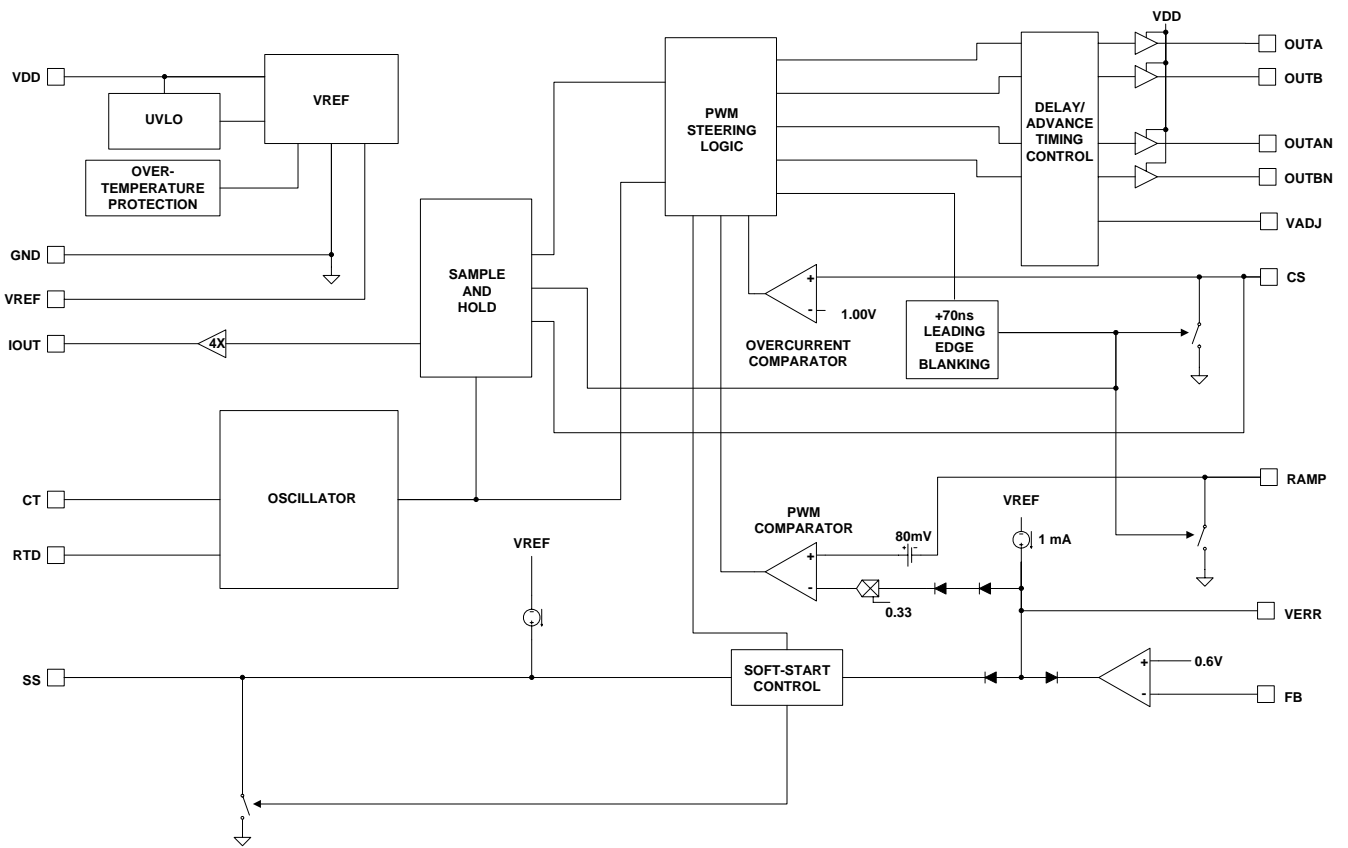 VDD
OUTA
VDD
OUTB
VREF
PWM
STEERING
LOGIC
UVLO
DELAY/
ADVANCE
TIMING
CONTROL
OUTAN
OVER-
TEMPERATURE
PROTECTION
OUTBN
VADJ
GND
SAMPLE
AND
HOLD
+
-
1.00V
CS
VREF
+70ns
LEADING
EDGE
BLANKING
IOUT
4X
OVERCURRENT
COMPARATOR
CT
OSCILLATOR
RAMP
PWM
COMPARATOR
VREF
80mV
+
-
1 mA
RTD
VREF
+
-
0.33
VERR
SS
SOFT-START
CONTROL
+
-
0.6V
FB